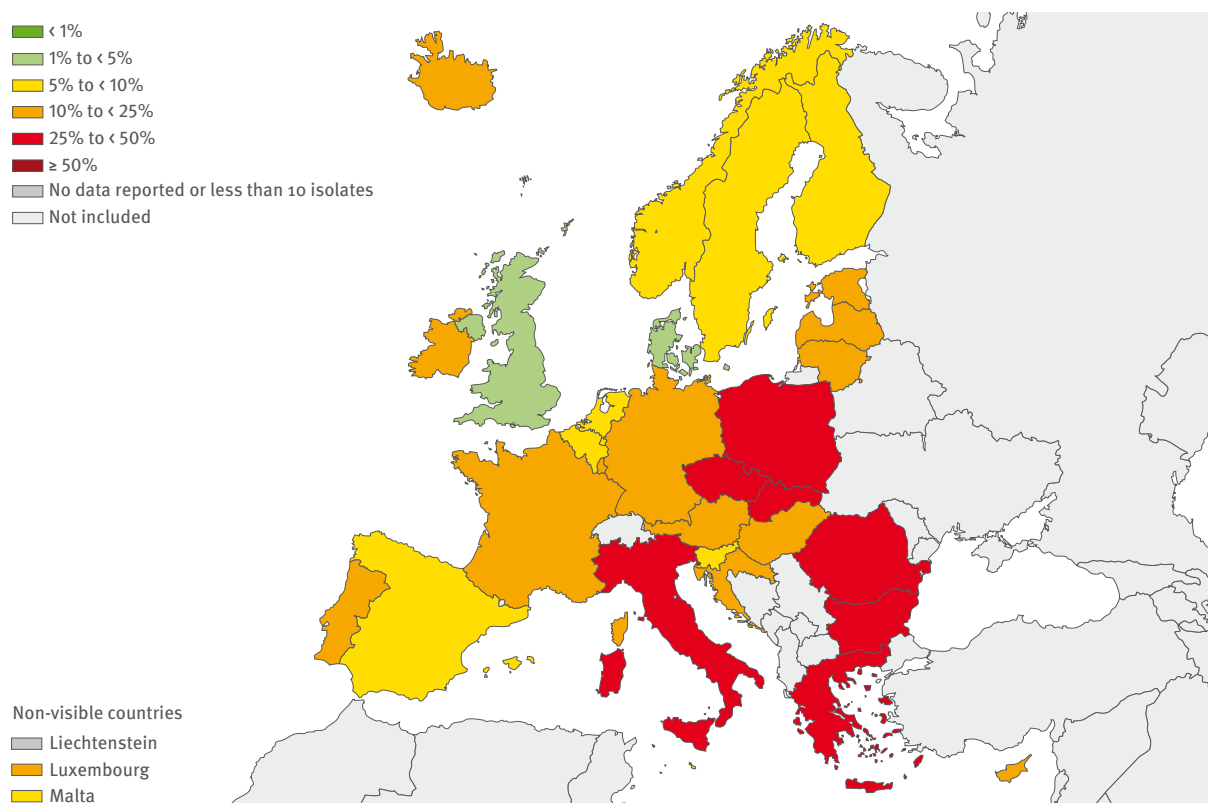 < 1%
1% to < 5%
5% to < 10%
10% to < 25%
25% to < 50%
≥ 50%
No data reported or less than 10 isolates
Not included
Non-visible countries
Liechtenstein
Luxembourg
Malta